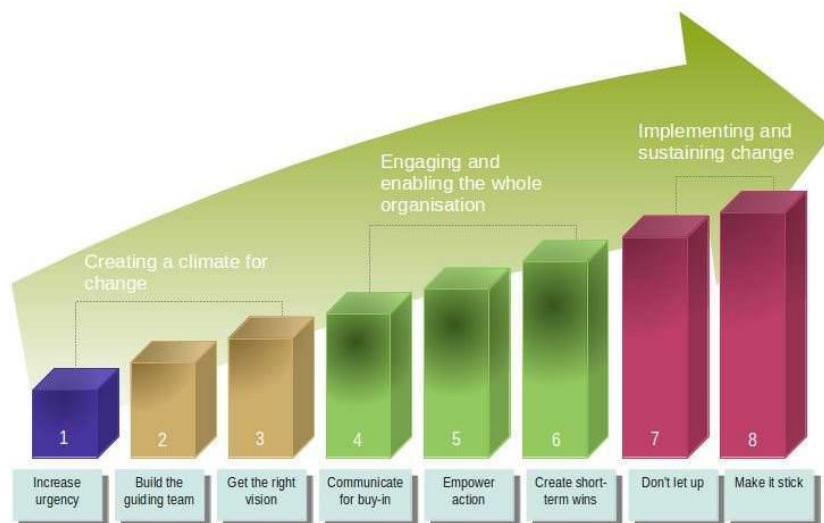 Implementing and
sustaining change
Engaging and
enabling the whole
organisation
Creating a climate for
change
1
2
3
4
5
6
7
8
Increase
urgency
Build the
guiding team
Get the right
vision
Communicate
for buy-in
Empower
action
Create short-
term wins
Don't let up
Make it stick